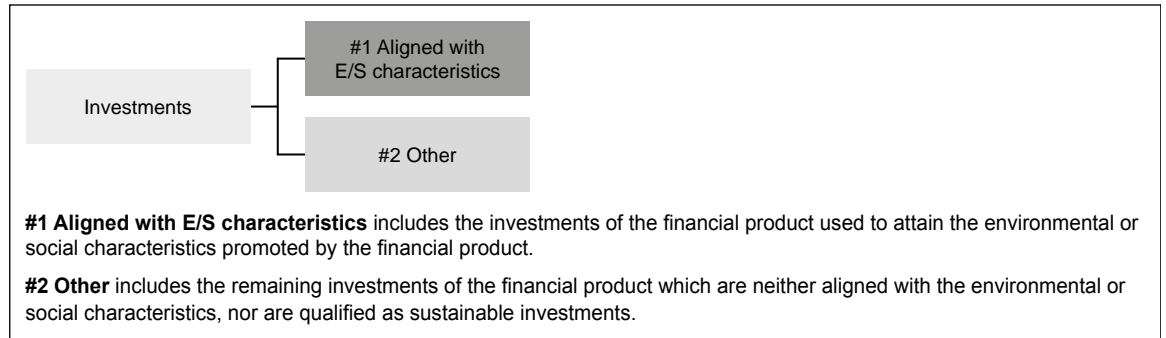 #1 Aligned with
E/S characteristics
Investments
#2 Other
#1 Aligned with E/S characteristics includes the investments of the financial product used to attain the environmental or
social characteristics promoted by the financial product.
#2 Other includes the remaining investments of the financial product which are neither aligned with the environmental or
social characteristics, nor are qualified as sustainable investments.